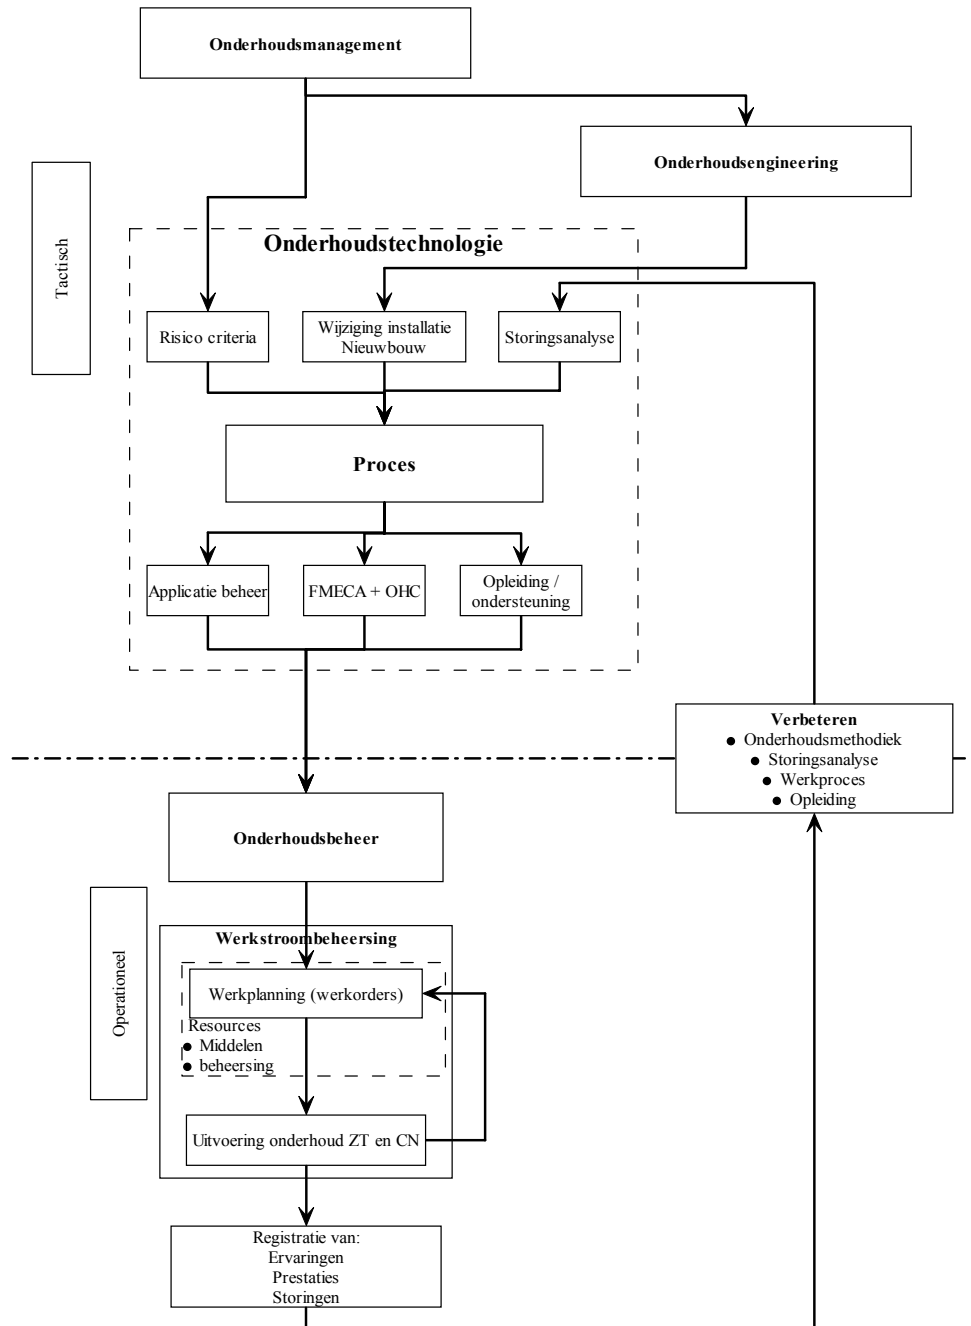 Onderhoudsmanagement
Onderhoudsengineering
Tactisch
Onderhoudstechnologie
Risico criteria
Wijziging installatie
Nieuwbouw
Storingsanalyse
Proces
Applicatie beheer
FMECA + OHC
Opleiding /
ondersteuning
Verbeteren
● Onderhoudsmethodiek
● Storingsanalyse
● Werkproces
● Opleiding
Onderhoudsbeheer
Operationeel
Werkstroombeheersing
Werkplanning (werkorders)
Resources
● Middelen
● beheersing
Uitvoering onderhoud ZT en CN
Registratie van:
Ervaringen
Prestaties
Storingen